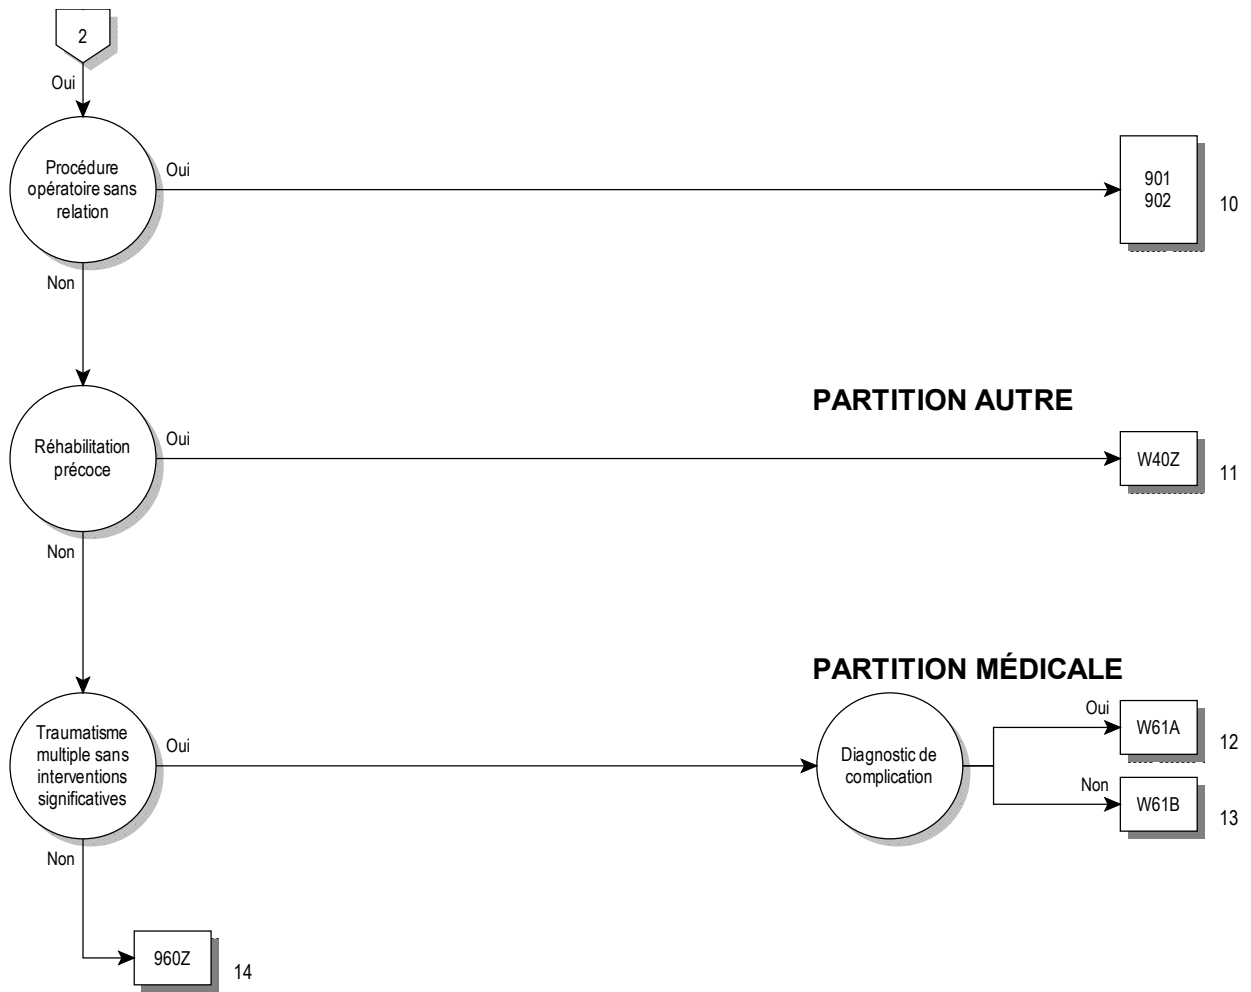 2
Oui
Procédure
opératoire sans
relation
Oui
901
902
10
Non
PARTITION AUTRE
Réhabilitation
précoce
Oui
W40Z
11
Non
PARTITION MÉDICALE
Traumatisme
multiple sans
interventions
significatives
Oui
Diagnostic de
complication
Oui
W61A
12
Non
W61B
13
Non
960Z
14